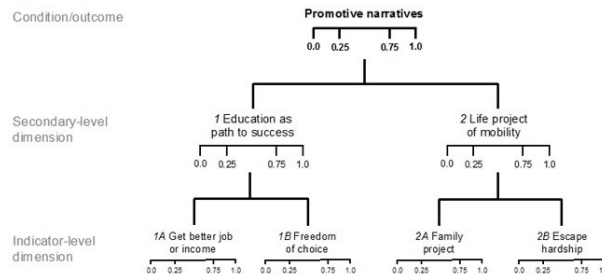 Condition/outcome
Promotive narratives
0.0 0.25 0.75 1.0
Secondary-level
dimension
1 Education as
path to success
0.0 0.25 0.75 1.0
2 Life project
of mobility
0.0 0.25 0.75 1.0
Indicator-level
dimension
1A Get better job
or income
0.0 0.25 0.75 1.0
1B Freedom
of choice
0.0 0.25 0.75 1.0
2A Family
project
0.0 0.25 0.75 1.0
2B Escape
hardship
0.0 0.25 0.75 1.0